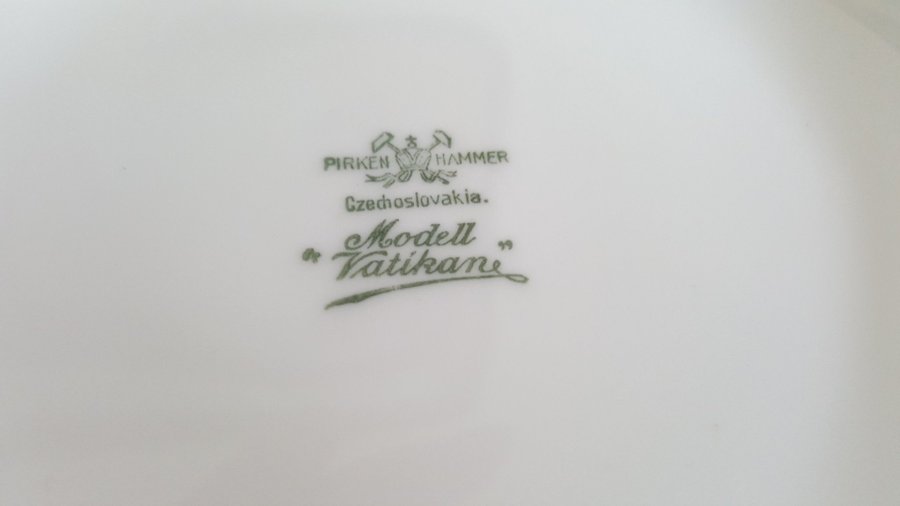 PIRKEN HAMMER
Czechoslovakia.
"Modell
Vatikan"